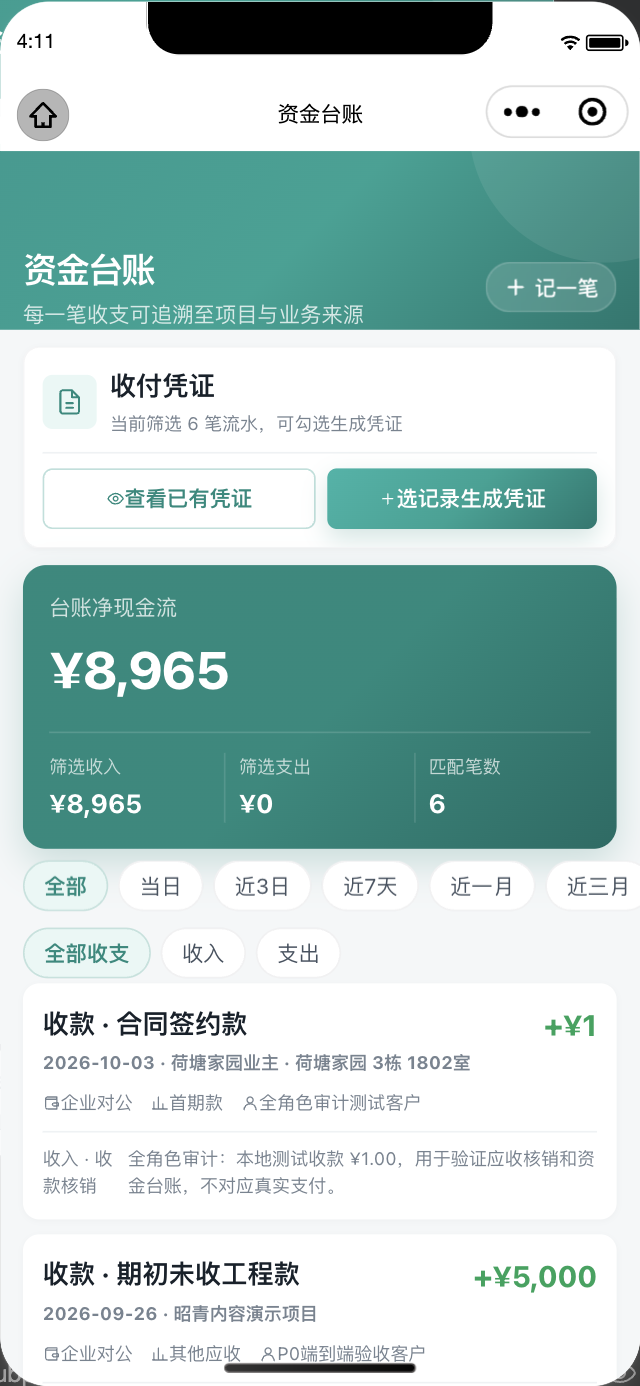 4:11
资金台账
资金台账
每一笔收支可追溯至项目与业务来源
+ 记一笔
收付凭证
当前筛选 6 笔流水，可勾选生成凭证
查看已有凭证
+选记录生成凭证
台账净现金流
¥8,965
筛选收入
筛选支出
匹配笔数
¥8,965
¥0
6
全部
当日
近3日
近7天
近一月
近三月
全部收支
收入
支出
收款 · 合同签约款
+¥1
2026-10-03 · 荷塘家园业主 · 荷塘家园 3栋 1802室
企业对公
首期款
全角色审计测试客户
收入 · 收
款核销
全角色审计：本地测试收款 ¥1.00，用于验证应收核销和资
金台账，不对应真实支付。
收款 · 期初未收工程款
+¥5,000
2026-09-26 · 昭青内容演示项目
企业对公
其他应收
P0端到端验收客户